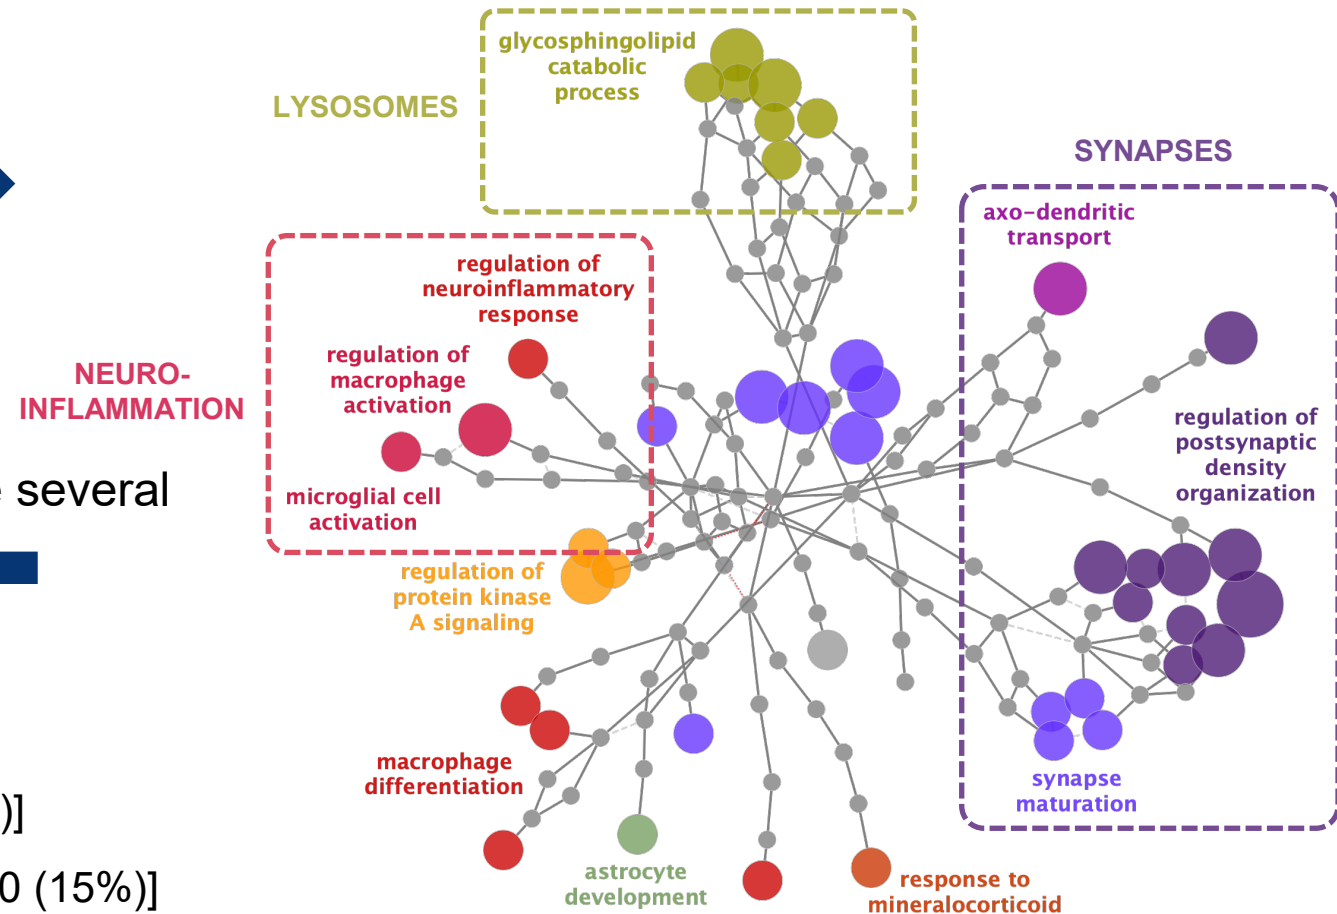 glycosphingolipid
catabolic
process
LYSOSOMES
SYNAPSES
axo-dendritic
transport
regulation of
neuroinflammatory
response
regulation of
macrophage
activation
NEURO-
INFLAMMATION
microglial cell
activation
regulation of
postsynaptic
density
organization
several
regulation of
protein kinase
A signaling
macrophage
differentiation
synapse
maturation
)]
0 (15%)]
astrocyte
development
response to
mineralocorticoid